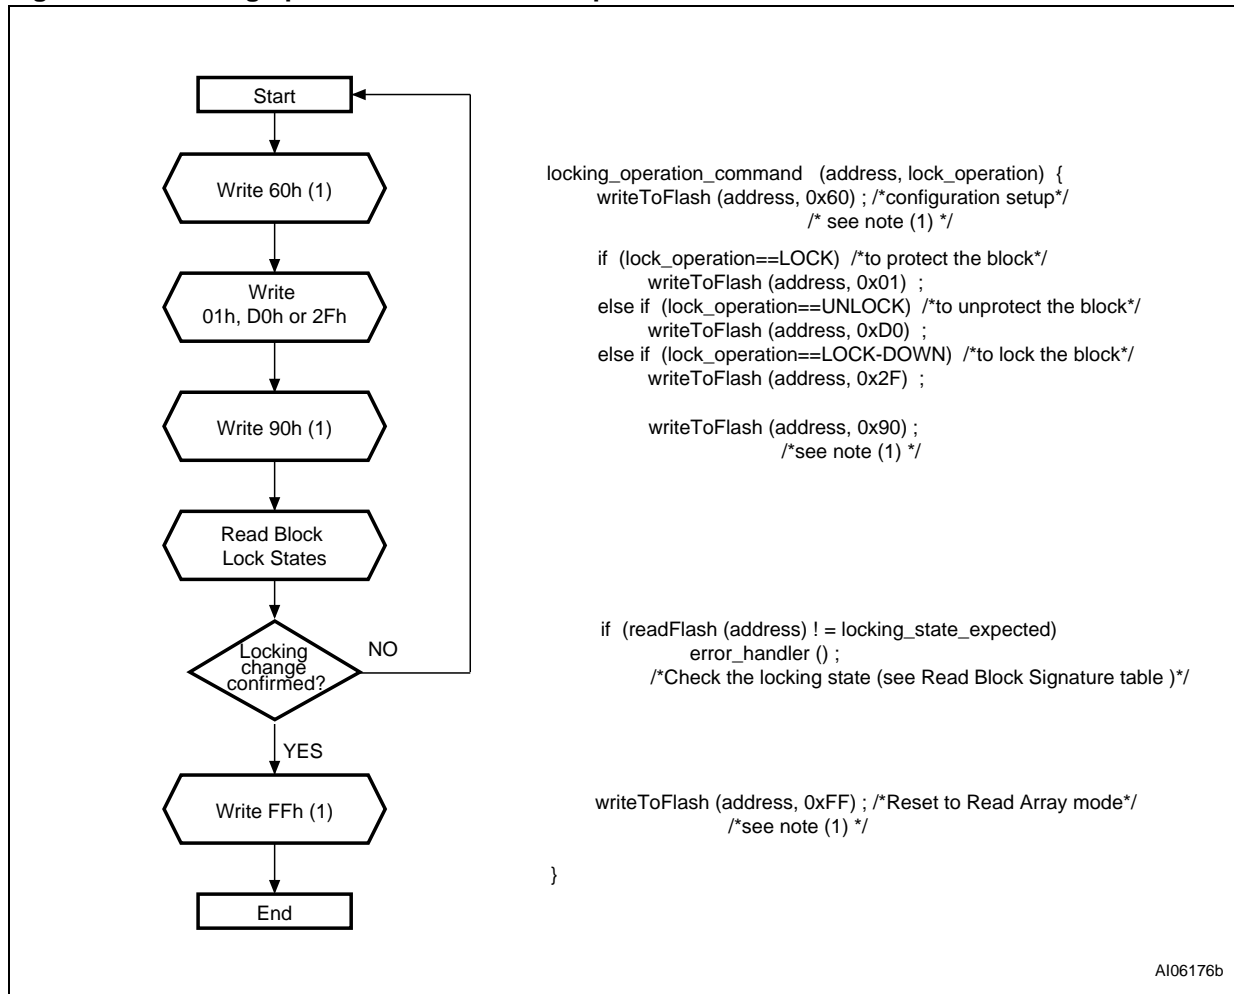 Start
Write 60h (1)
Write
01h, D0h or 2Fh
Write 90h (1)
Read Block
Lock States
Locking
change
confirmed?
NO
YES
Write FFh (1)
End
locking_operation_command (address, lock_operation) {
writeToFlash (address, 0x60) ; /*configuration setup*/
/* see note (1) */
if (lock_operation==LOCK) /*to protect the block*/
writeToFlash (address, 0x01) ;
else if (lock_operation==UNLOCK) /*to unprotect the block*/
writeToFlash (address, 0xD0) ;
else if (lock_operation==LOCK-DOWN) /*to lock the block*/
writeToFlash (address, 0x2F) ;
writeToFlash (address, 0x90) ;
/*see note (1) */
if (readFlash (address) ! = locking_state_expected)
error_handler () ;
/*Check the locking state (see Read Block Signature table )*/
writeToFlash (address, 0xFF) ; /*Reset to Read Array mode*/
/*see note (1) */
}
AI06176b